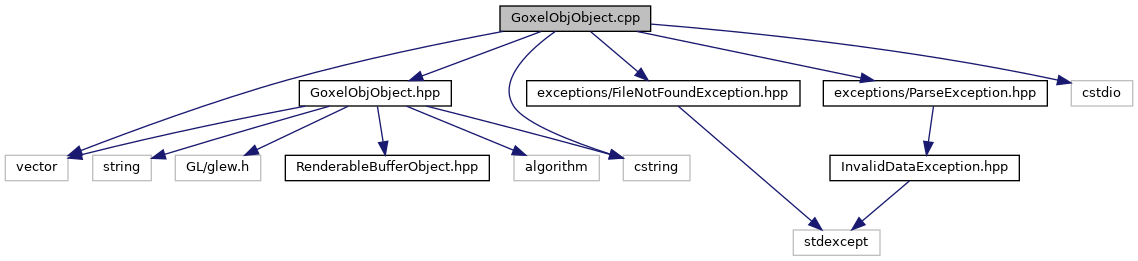 GoxelObjObject.cpp
GoxelObjObject.hpp
exceptions/FileNotFoundException.hpp
exceptions/ParseException.hpp
cstdio
vector
string
GL/glew.h
RenderableBufferObject.hpp
algorithm
cstring
InvalidDataException.hpp
stdexcept